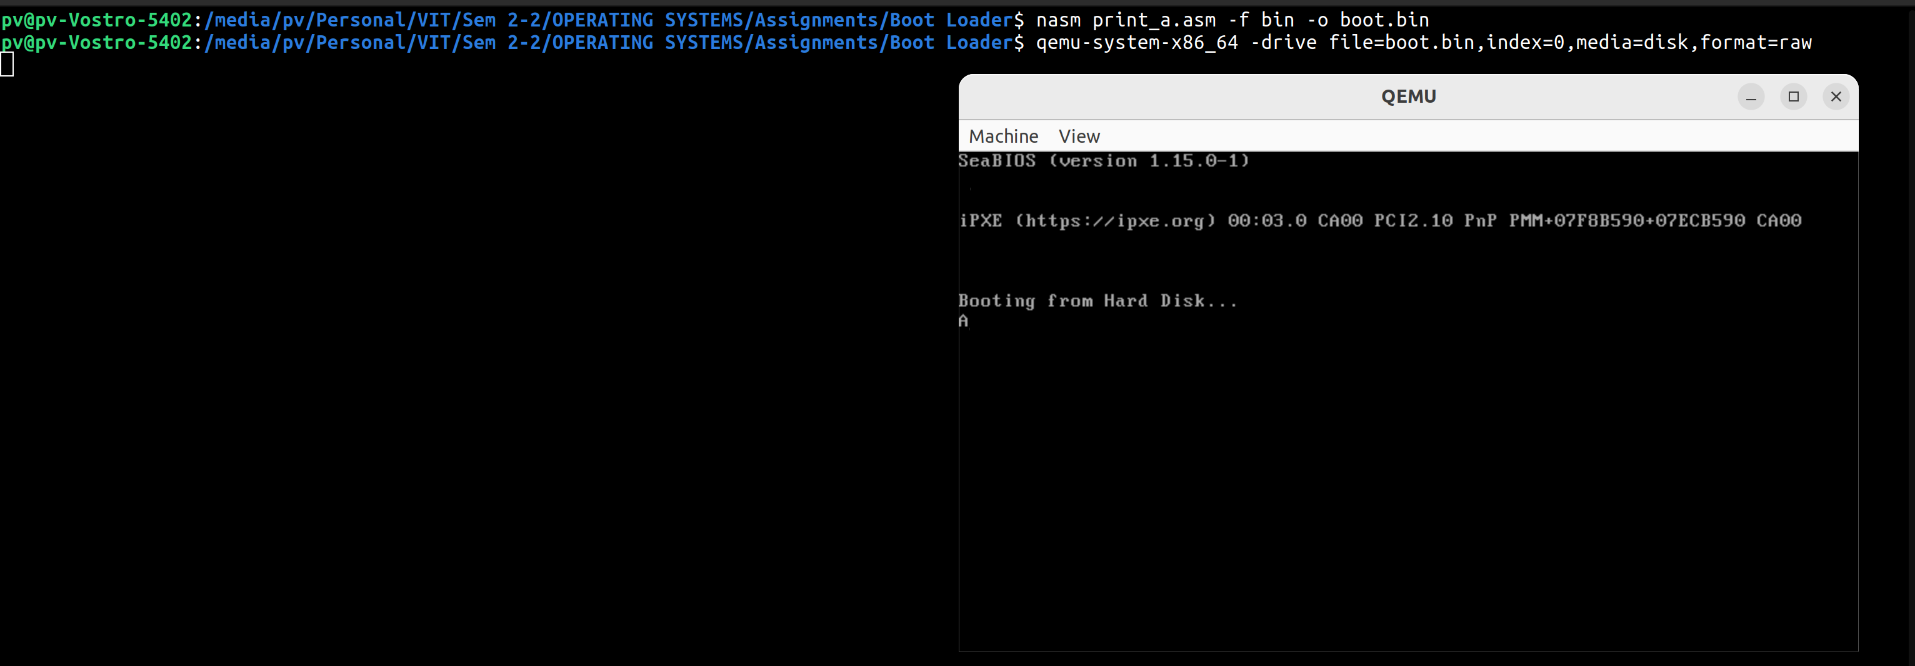 pv@pv-Vostro-5402:/media/pv/Personal/VIT/Sem 2-2/OPERATING SYSTEMS/Assignments/Boot Loader$ nasm print_a.asm -f bin -o boot.bin
pv@pv-Vostro-5402:/media/pv/Personal/VIT/Sem 2-2/OPERATING SYSTEMS/Assignments/Boot Loader$ qemu-system-x86_64 -drive file=boot.bin,index=0,media=disk,format=raw
QEMU
Machine View
SeaBIOS (version 1.15.0-1)
iPXE (https://ipxe.org) 00:03.0 CA00 PCI2.10 PnP PMM+07F8B590+07ECB590 CA00
Booting from Hard Disk...
A